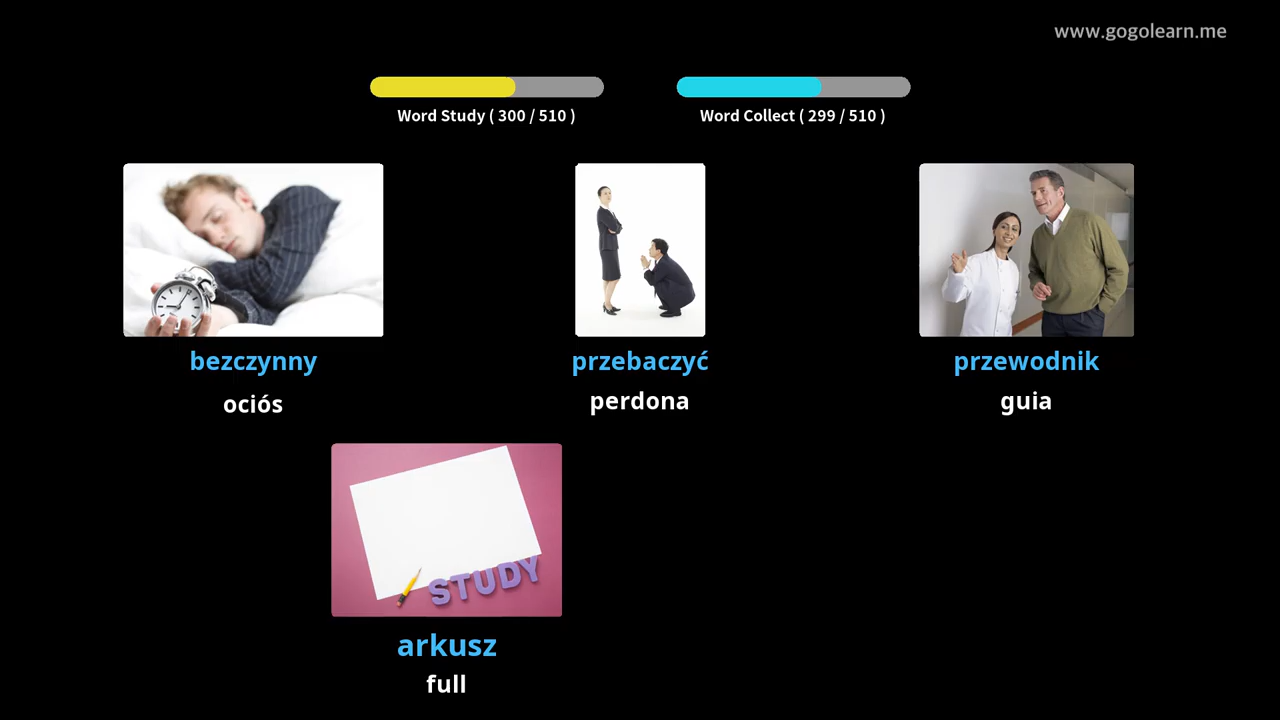 www.gogolearn.me
Word Study ( 300 / 510 )
Word Collect ( 299 / 510 )
bezczynny
ociós
przebaczyć
perdona
przewodnik
guia
STUDY
arkusz
full